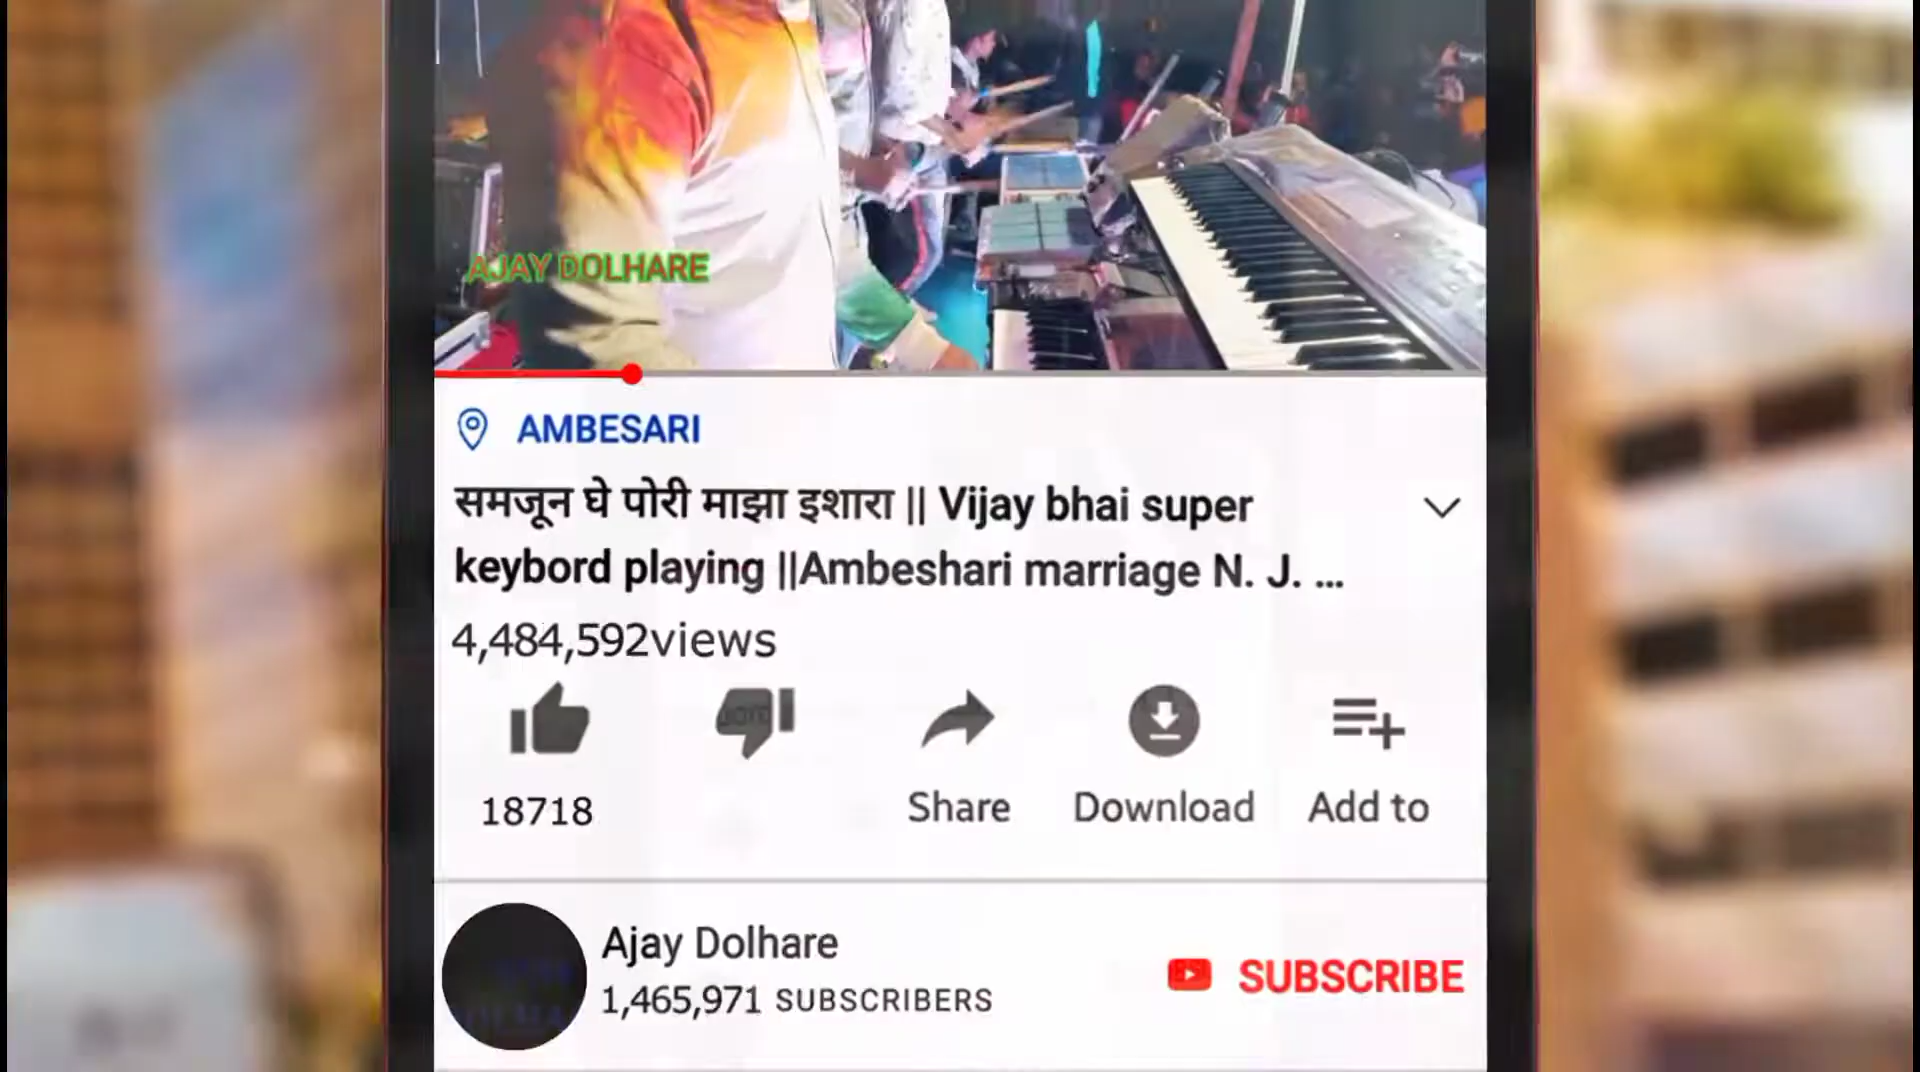 AJAY DOLHARE
AMBESARI
समजून घे पोरी माझा इशारा || Vijay bhai super
keybord playing ||Ambeshari marriage N. J. ...
4,484,592views
18718
Share
Download
Add to
Ajay Dolhare
1,465,971 SUBSCRIBERS
SUBSCRIBE